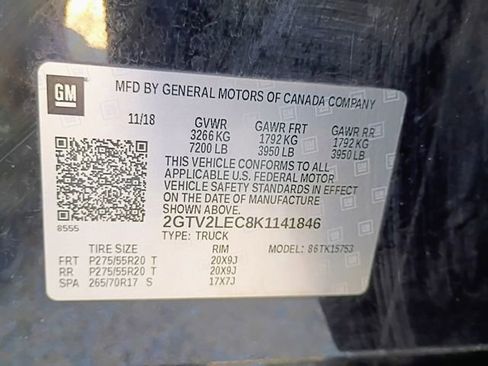 GM
MFD BY GENERAL MOTORS OF CANADA COMPANY
11/18 GVWR GAWR FRT GAWR RR
3266 KG 1792 KG 1792 KG
7200 LB 3950 LB 3950 LB
THIS VEHICLE CONFORMS TO ALL
APPLICABLE U.S. FEDERAL MOTOR
VEHICLE SAFETY STANDARDS IN EFFECT
ON THE DATE OF MANUFACTURE SHOWN ABOVE.
8555 2GTV2LEC8K1141846
TYPE: TRUCK MODEL: 86TK15753
TIRE SIZE RIM
FRT P275/55R20 T 20X9J
RR P275/55R20 T 20X9J
SPA 265/70R17 S 17X7J